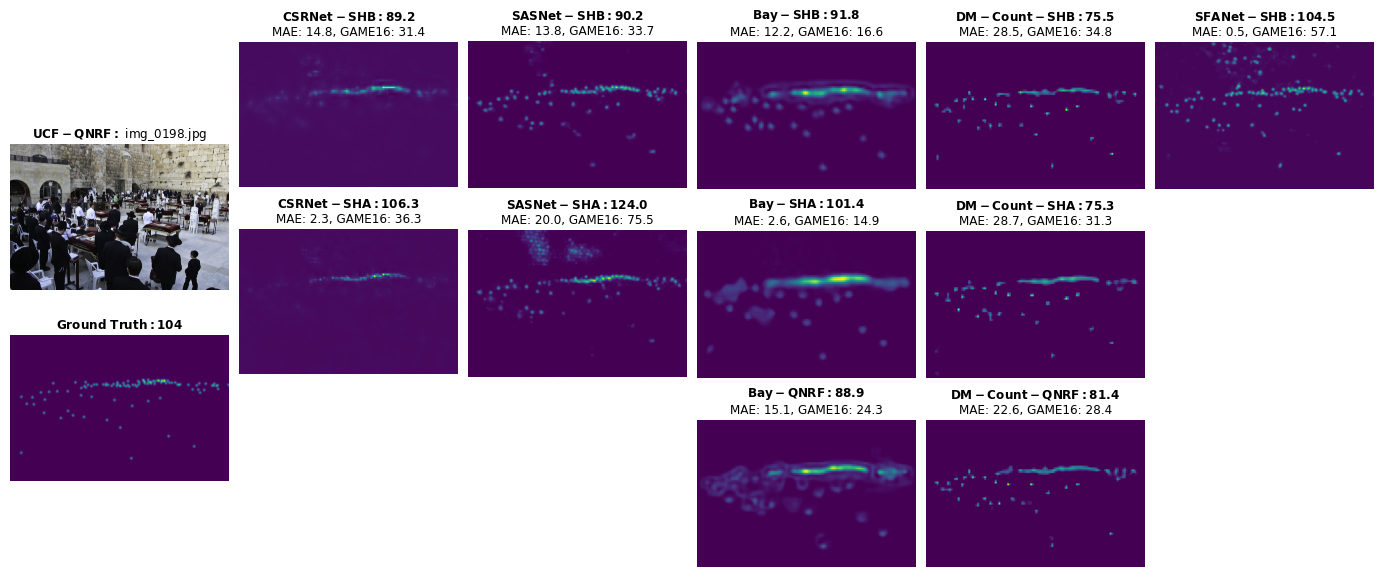 UCF − QNRF : img_0198.jpg
Ground Truth : 104
CSRNet − SHB : 89.2
MAE: 14.8, GAME16: 31.4
SASNet − SHB : 90.2
MAE: 13.8, GAME16: 33.7
Bay − SHB : 91.8
MAE: 12.2, GAME16: 16.6
DM − Count − SHB : 75.5
MAE: 28.5, GAME16: 34.8
SFANet − SHB : 104.5
MAE: 0.5, GAME16: 57.1
CSRNet − SHA : 106.3
MAE: 2.3, GAME16: 36.3
SASNet − SHA : 124.0
MAE: 20.0, GAME16: 75.5
Bay − SHA : 101.4
MAE: 2.6, GAME16: 14.9
DM − Count − SHA : 75.3
MAE: 28.7, GAME16: 31.3
Bay − QNRF : 88.9
MAE: 15.1, GAME16: 24.3
DM − Count − QNRF : 81.4
MAE: 22.6, GAME16: 28.4